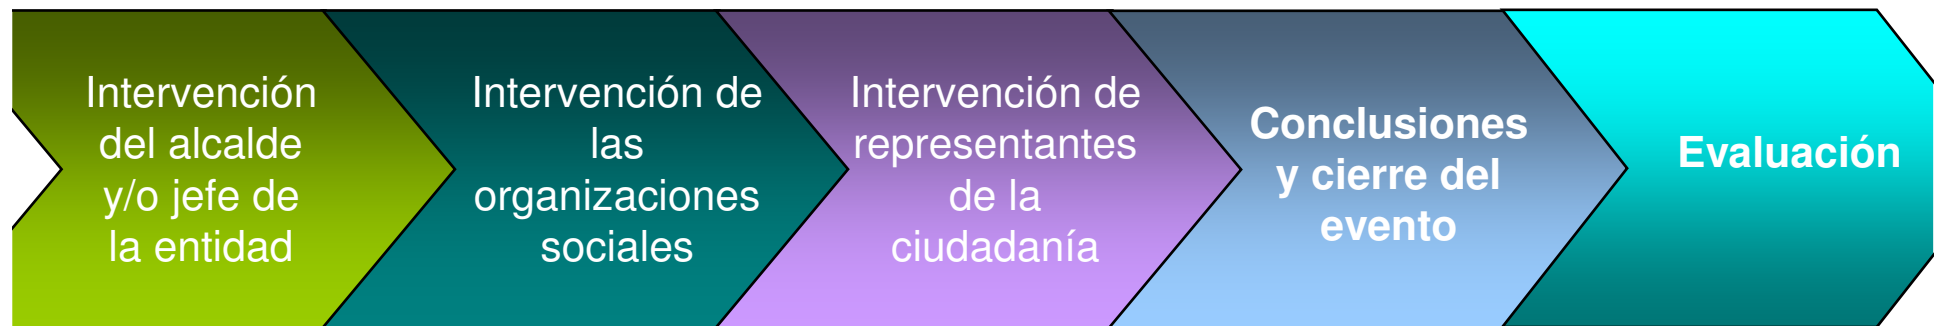 Intervención
del alcalde
y/o jefe de
la entidad
Intervención de
las
organizaciones
sociales
Intervención de
representantes
de la
ciudadanía
Conclusiones
y cierre del
evento
Evaluación